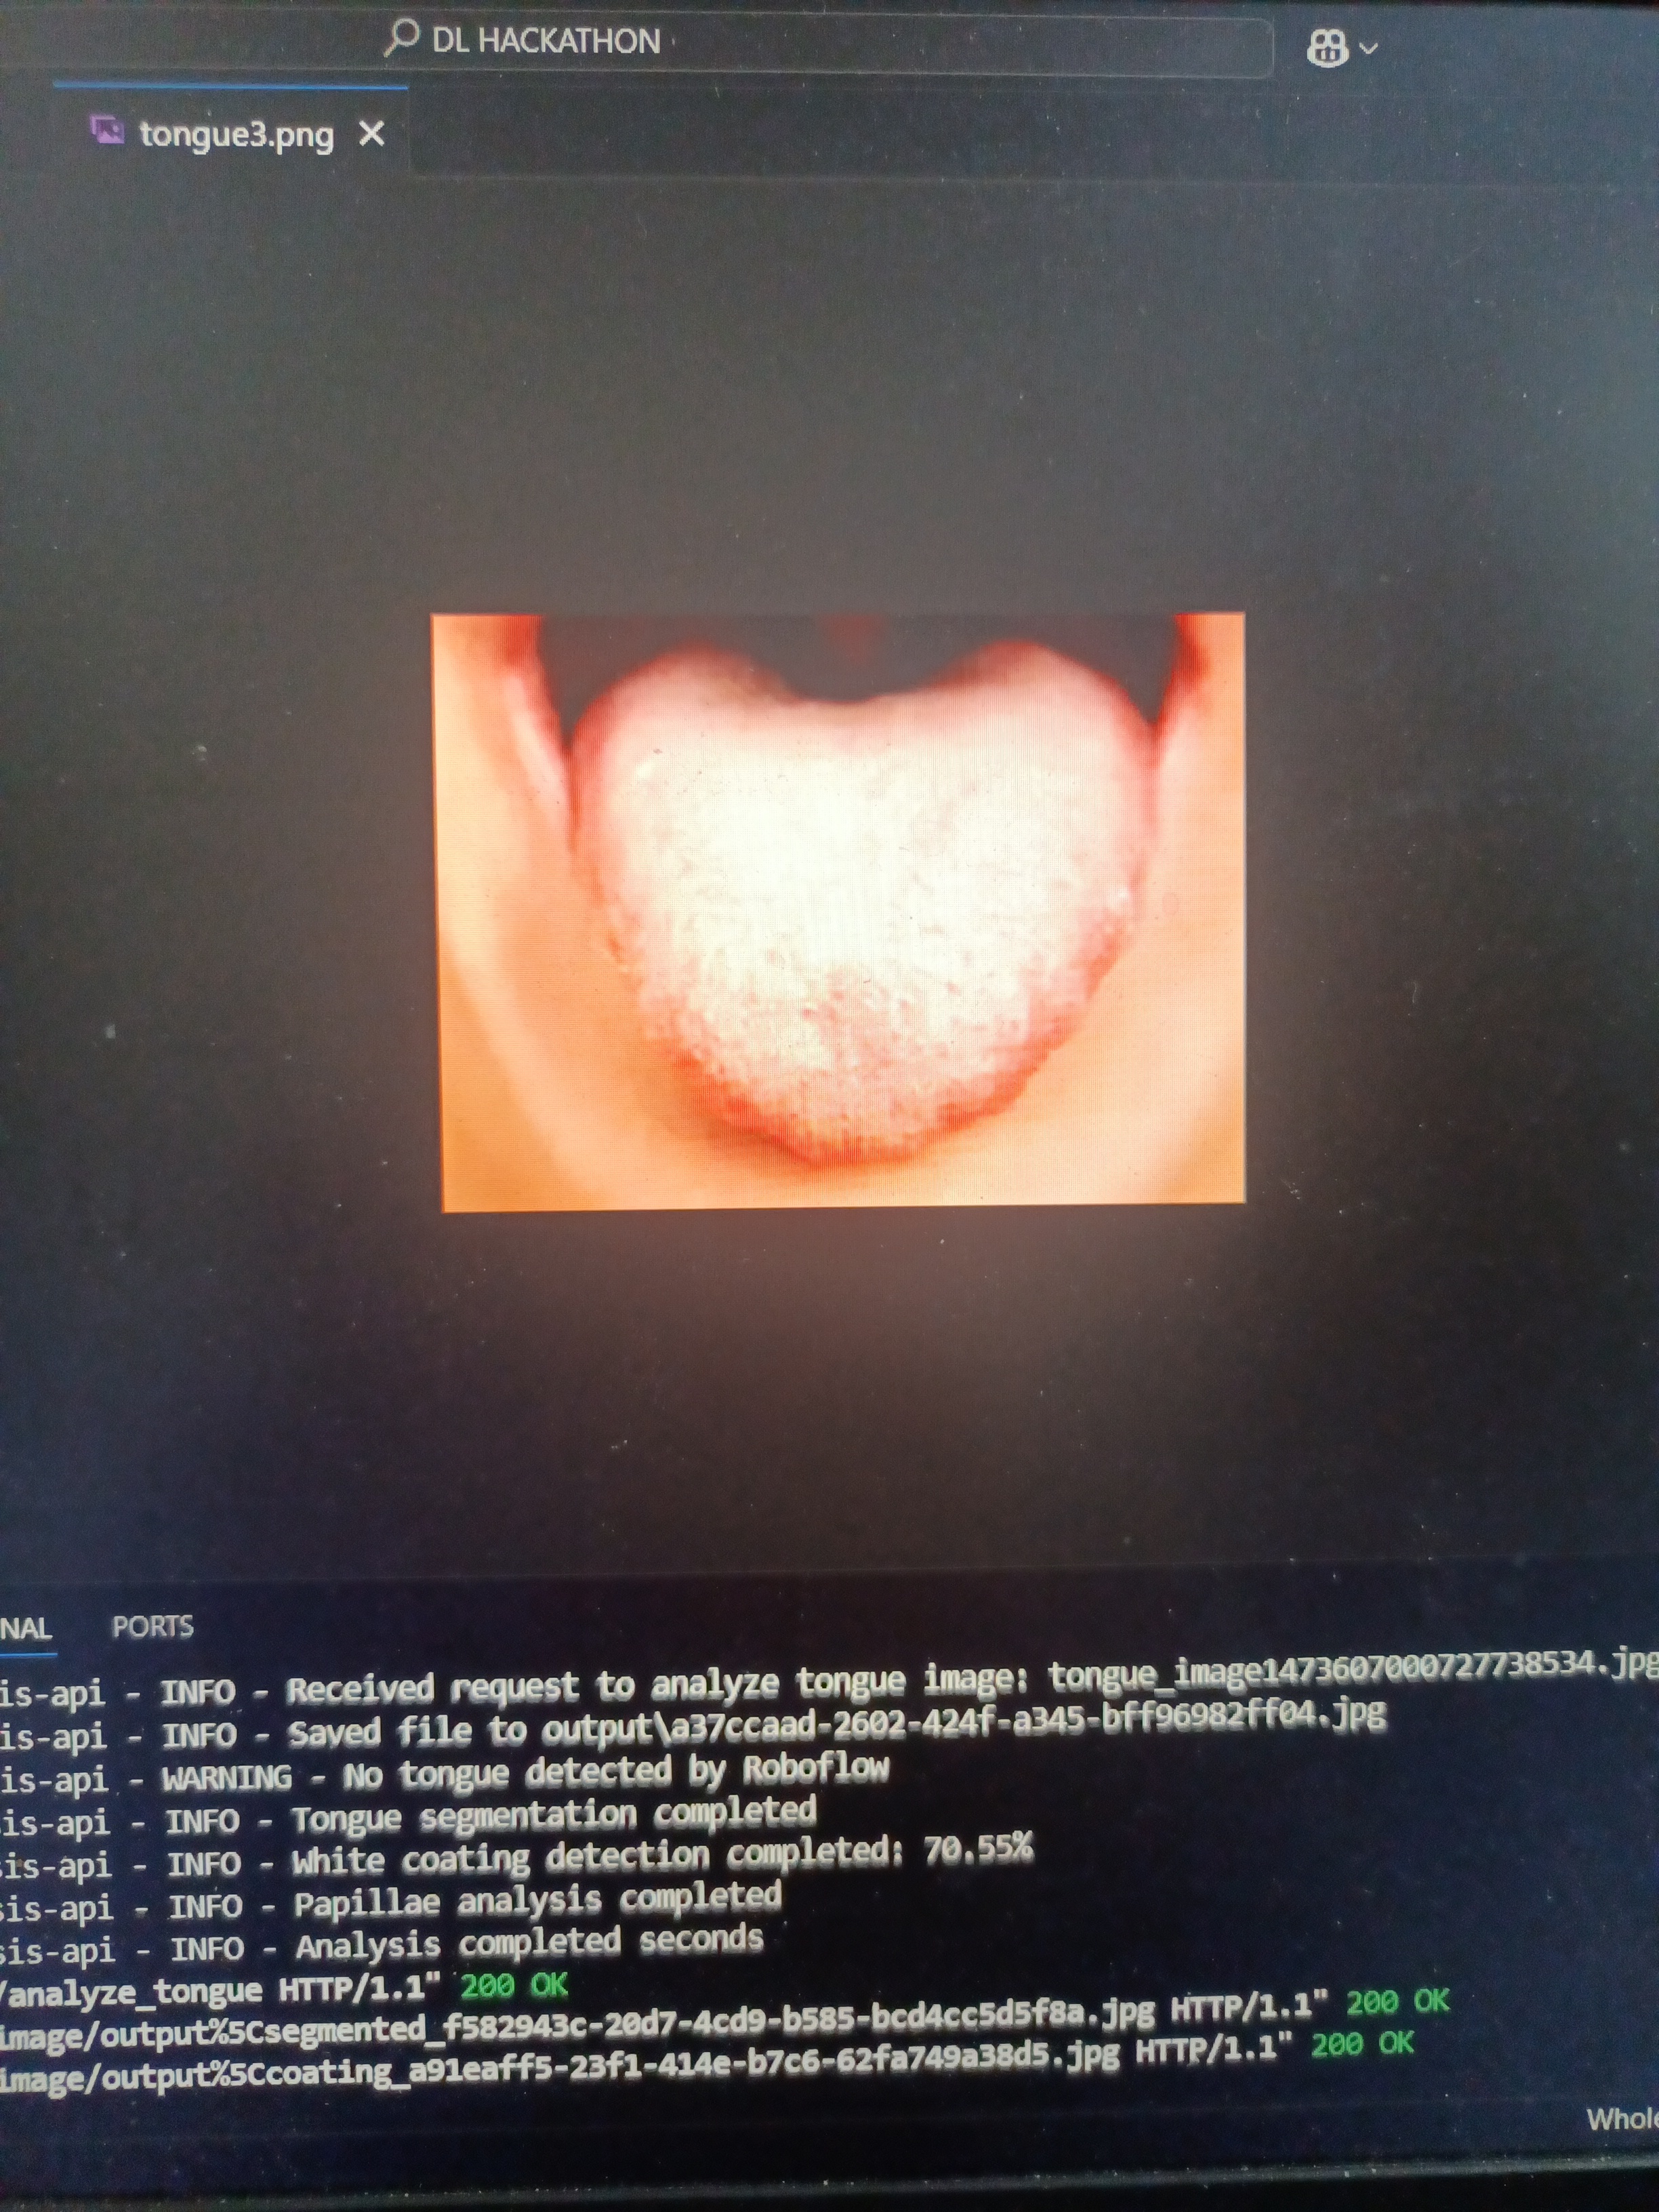 DL HACKATHON
tongue3.png
NAL PORTS
is-api - INFO - Received request to analyze tongue image: tongue_image1473607000727738534.jpg
is-api - INFO - Saved file to output\a37ccaad-2602-424f-a345-bff96982ff04.jpg
is-api - WARNING - No tongue detected by Roboflow
sis-api - INFO - Tongue segmentation completed
sis-api - INFO - White coating detection completed: 70.55%
sis-api - INFO - Papillae analysis completed
sis-api - INFO - Analysis completed seconds
/analyze_tongue HTTP/1.1" 200 OK
image/output%5Csegmented_f582943c-20d7-4cd9-b585-bcd4cc5d5f8a.jpg HTTP/1.1" 200 OK
image/output%5Ccoating_a91eaff5-23f1-414e-b7c6-62fa749a38d5.jpg HTTP/1.1" 200 OK
Whole